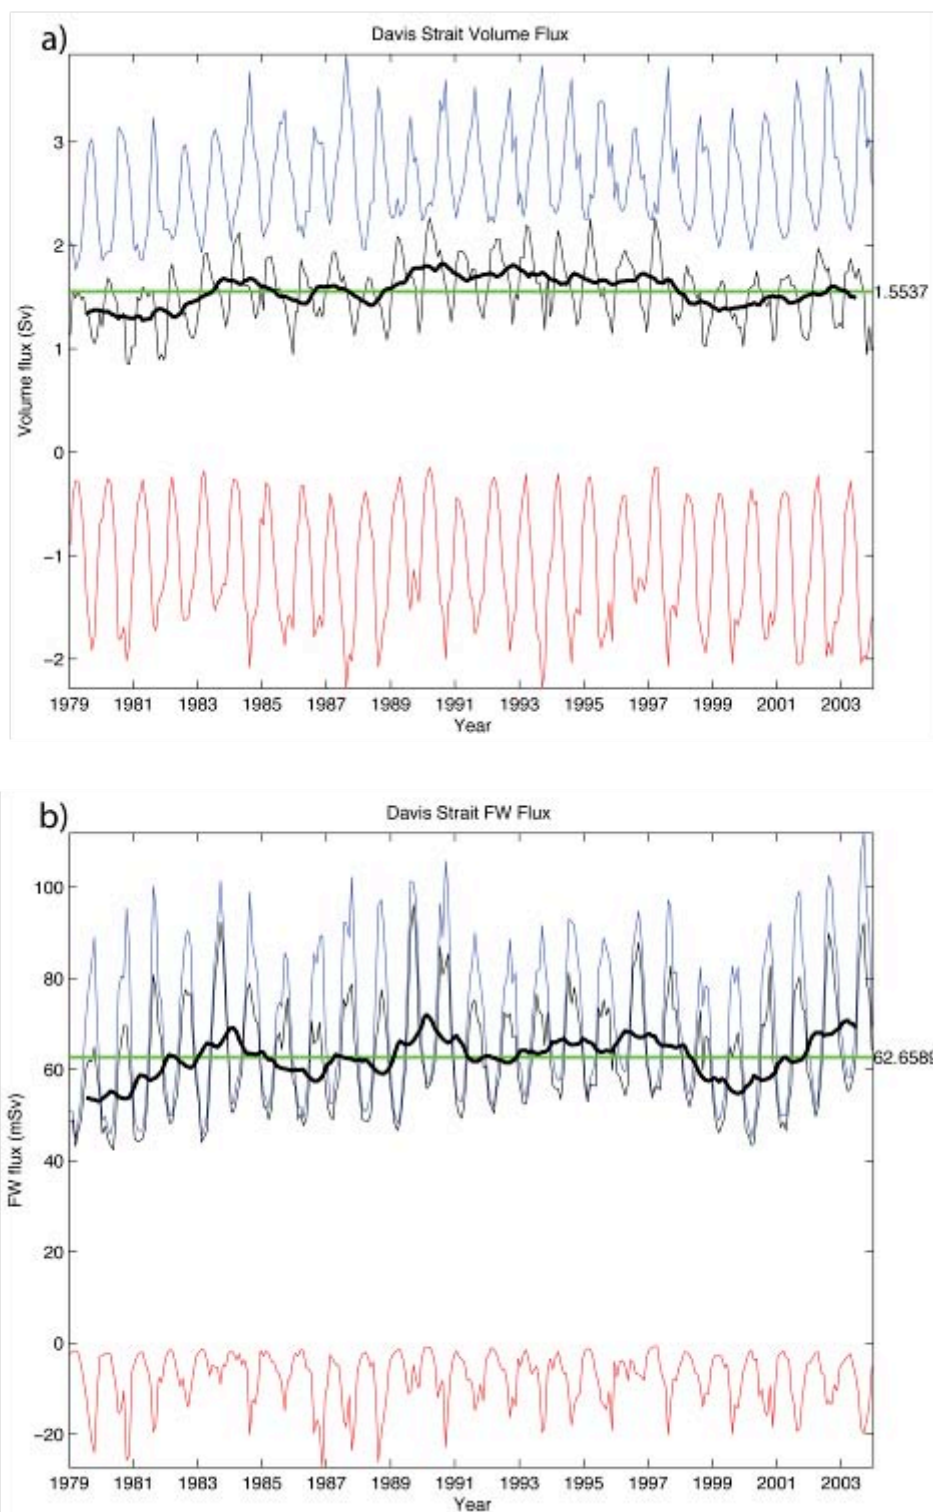 a)
Davis Strait Volume Flux
3
2
1
0
−1
−2
Volume flux (Sv)
1.5537
1979 1981 1983 1985 1987 1989 1991 1993 1995 1997 1999 2001 2003
Year
b)
Davis Strait FW Flux
100
80
60
40
20
0
−20
FW flux (mSv)
62.6589
1979 1981 1983 1985 1987 1989 1991 1993 1995 1997 1999 2001 2003
Year